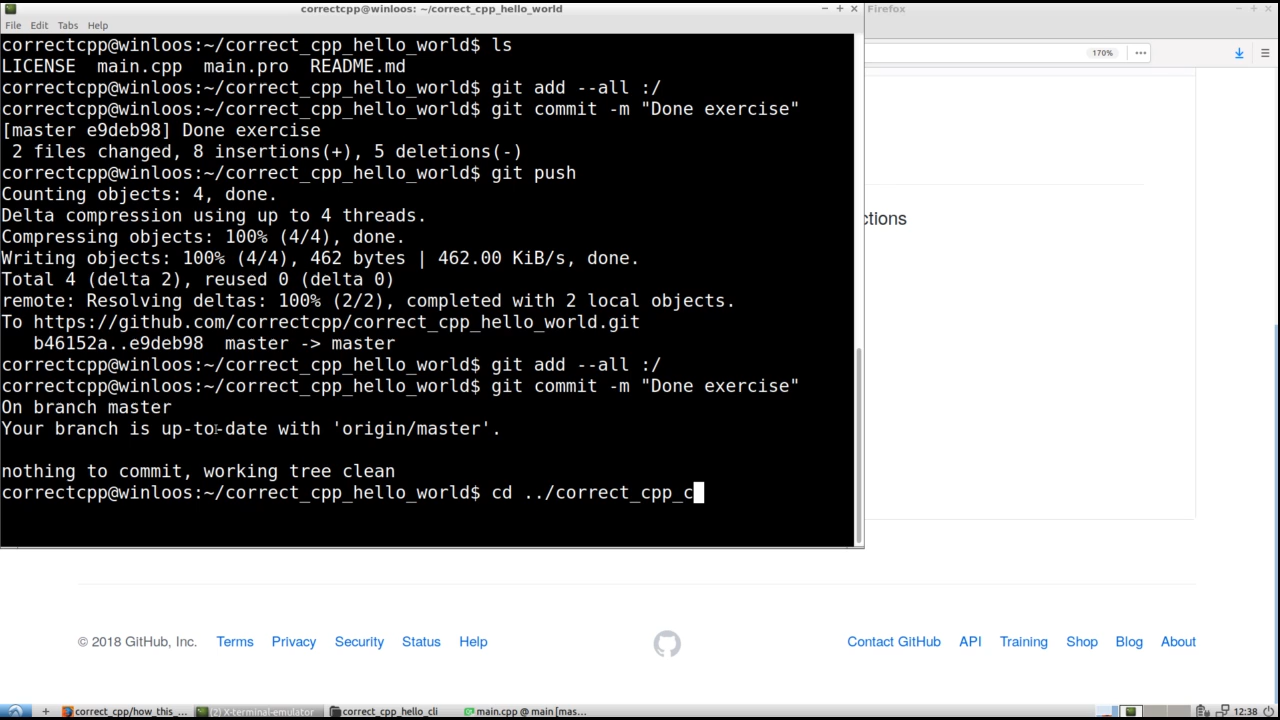 correctcpp@winloos: ~/correct_cpp_hello_world
Firefox
File Edit Tabs Help
170%
correctcpp@winloos:~/correct_cpp_hello_world$ ls
LICENSE  main.cpp  main.pro  README.md
correctcpp@winloos:~/correct_cpp_hello_world$ git add --all :/
correctcpp@winloos:~/correct_cpp_hello_world$ git commit -m "Done exercise"
[master e9deb98] Done exercise
 2 files changed, 8 insertions(+), 5 deletions(-)
correctcpp@winloos:~/correct_cpp_hello_world$ git push
Counting objects: 4, done.
Delta compression using up to 4 threads.
Compressing objects: 100% (4/4), done.
Writing objects: 100% (4/4), 462 bytes | 462.00 KiB/s, done.
Total 4 (delta 2), reused 0 (delta 0)
remote: Resolving deltas: 100% (2/2), completed with 2 local objects.
To https://github.com/correctcpp/correct_cpp_hello_world.git
   b46152a..e9deb98  master -> master
correctcpp@winloos:~/correct_cpp_hello_world$ git add --all :/
correctcpp@winloos:~/correct_cpp_hello_world$ git commit -m "Done exercise"
On branch master
Your branch is up-to-date with 'origin/master'.
nothing to commit, working tree clean
correctcpp@winloos:~/correct_cpp_hello_world$ cd ../correct_cpp_c
ctions
© 2018 GitHub, Inc. Terms Privacy Security Status Help
Contact GitHub API Training Shop Blog About
correct_cpp/how_this_... (2) X-terminal-emulator correct_cpp_hello_cli main.cpp @ main [mas... 12:38